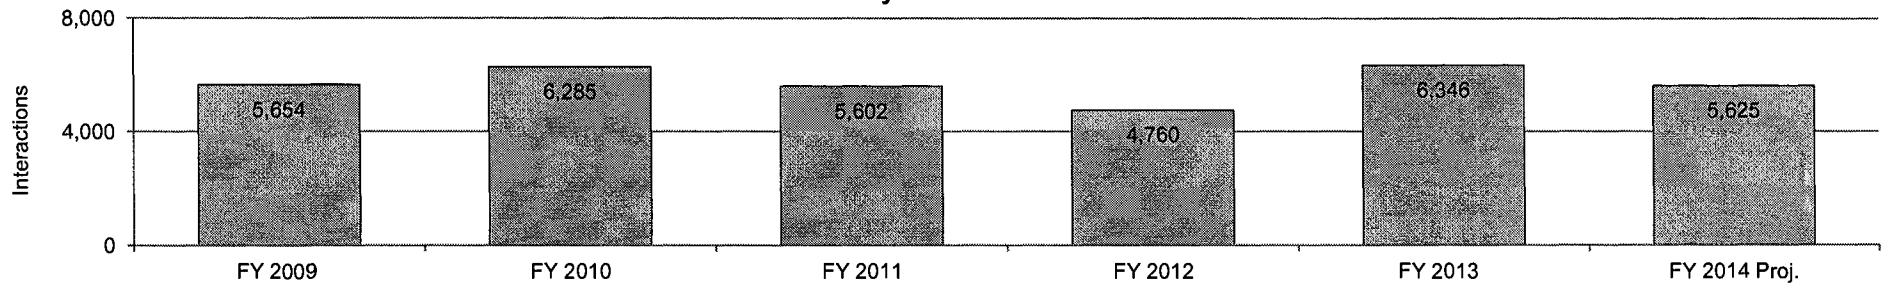 8,000
Interactions
5,654
6,285
5,602
4,760
6,346
5,625
4,000
0
FY 2009
FY 2010
FY 2011
FY 2012
FY 2013
FY 2014 Proj.